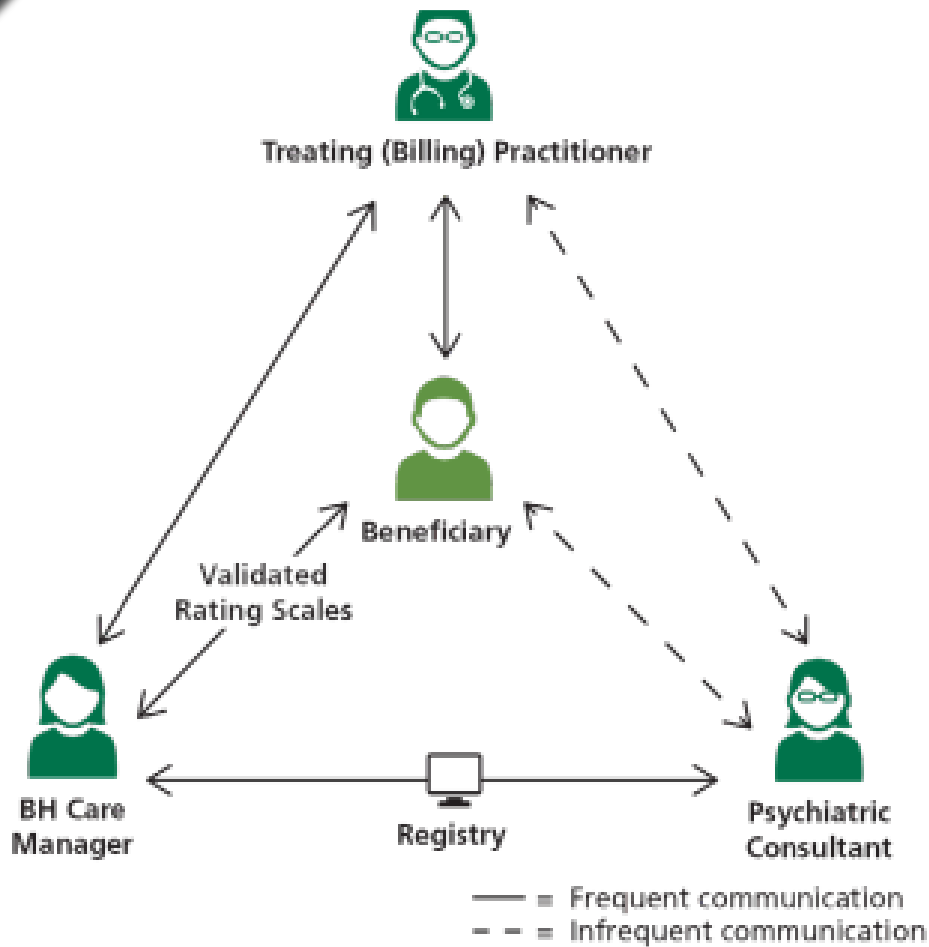 Treating (Billing) Practitioner
Beneficiary
Validated
Rating Scales
BH Care
Manager
Registry
Psychiatric
Consultant
= Frequent communication
= Infrequent communication